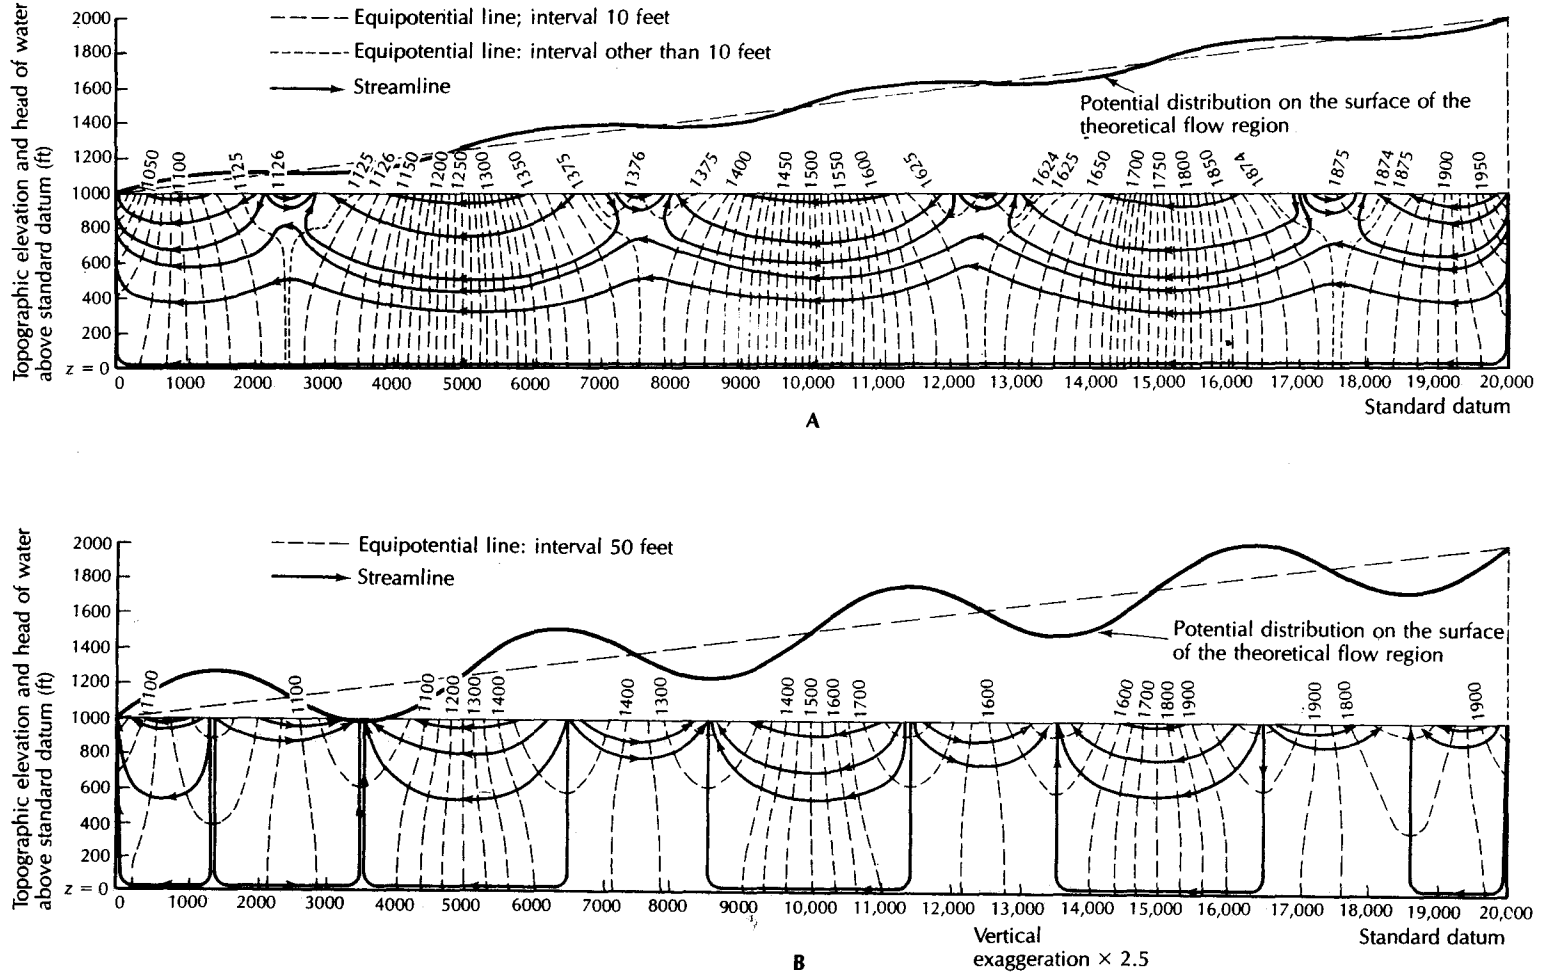 2000
1800
1600
1400
1200
1000
800
600
400
200
z = 0
Topographic elevation and head of water
above standard datum (ft)
Equipotential line; interval 10 feet
Equipotential line: interval other than 10 feet
Streamline
Potential distribution on the surface of the
theoretical flow region
1050 1100 1125 1126 1125 1126 1150 1200 1250 1300 1350 1375 1376 1375 1400 1450 1500 1550 1600 1625 1624 1625 1650 1700 1750 1800 1850 1874 1875 1874 1875 1900 1950
0 1000 2000 3000 4000 5000 6000 7000 8000 9000 10,000 11,000 12,000 13,000 14,000 15,000 16,000 17,000 18,000 19,000 20,000
Standard datum
A
2000
1800
1600
1400
1200
1000
800
600
400
200
z = 0
Topographic elevation and head of water
above standard datum (ft)
Equipotential line: interval 50 feet
Streamline
Potential distribution on the surface
of the theoretical flow region
1100 1100 1100 1200 1300 1400 1400 1300 1400 1500 1600 1700 1600 1600 1700 1800 1900 1900 1800 1900
0 1000 2000 3000 4000 5000 6000 7000 8000 9000 10,000 11,000 12,000 13,000 14,000 15,000 16,000 17,000 18,000 19,000 20,000
Vertical
exaggeration × 2.5
Standard datum
B